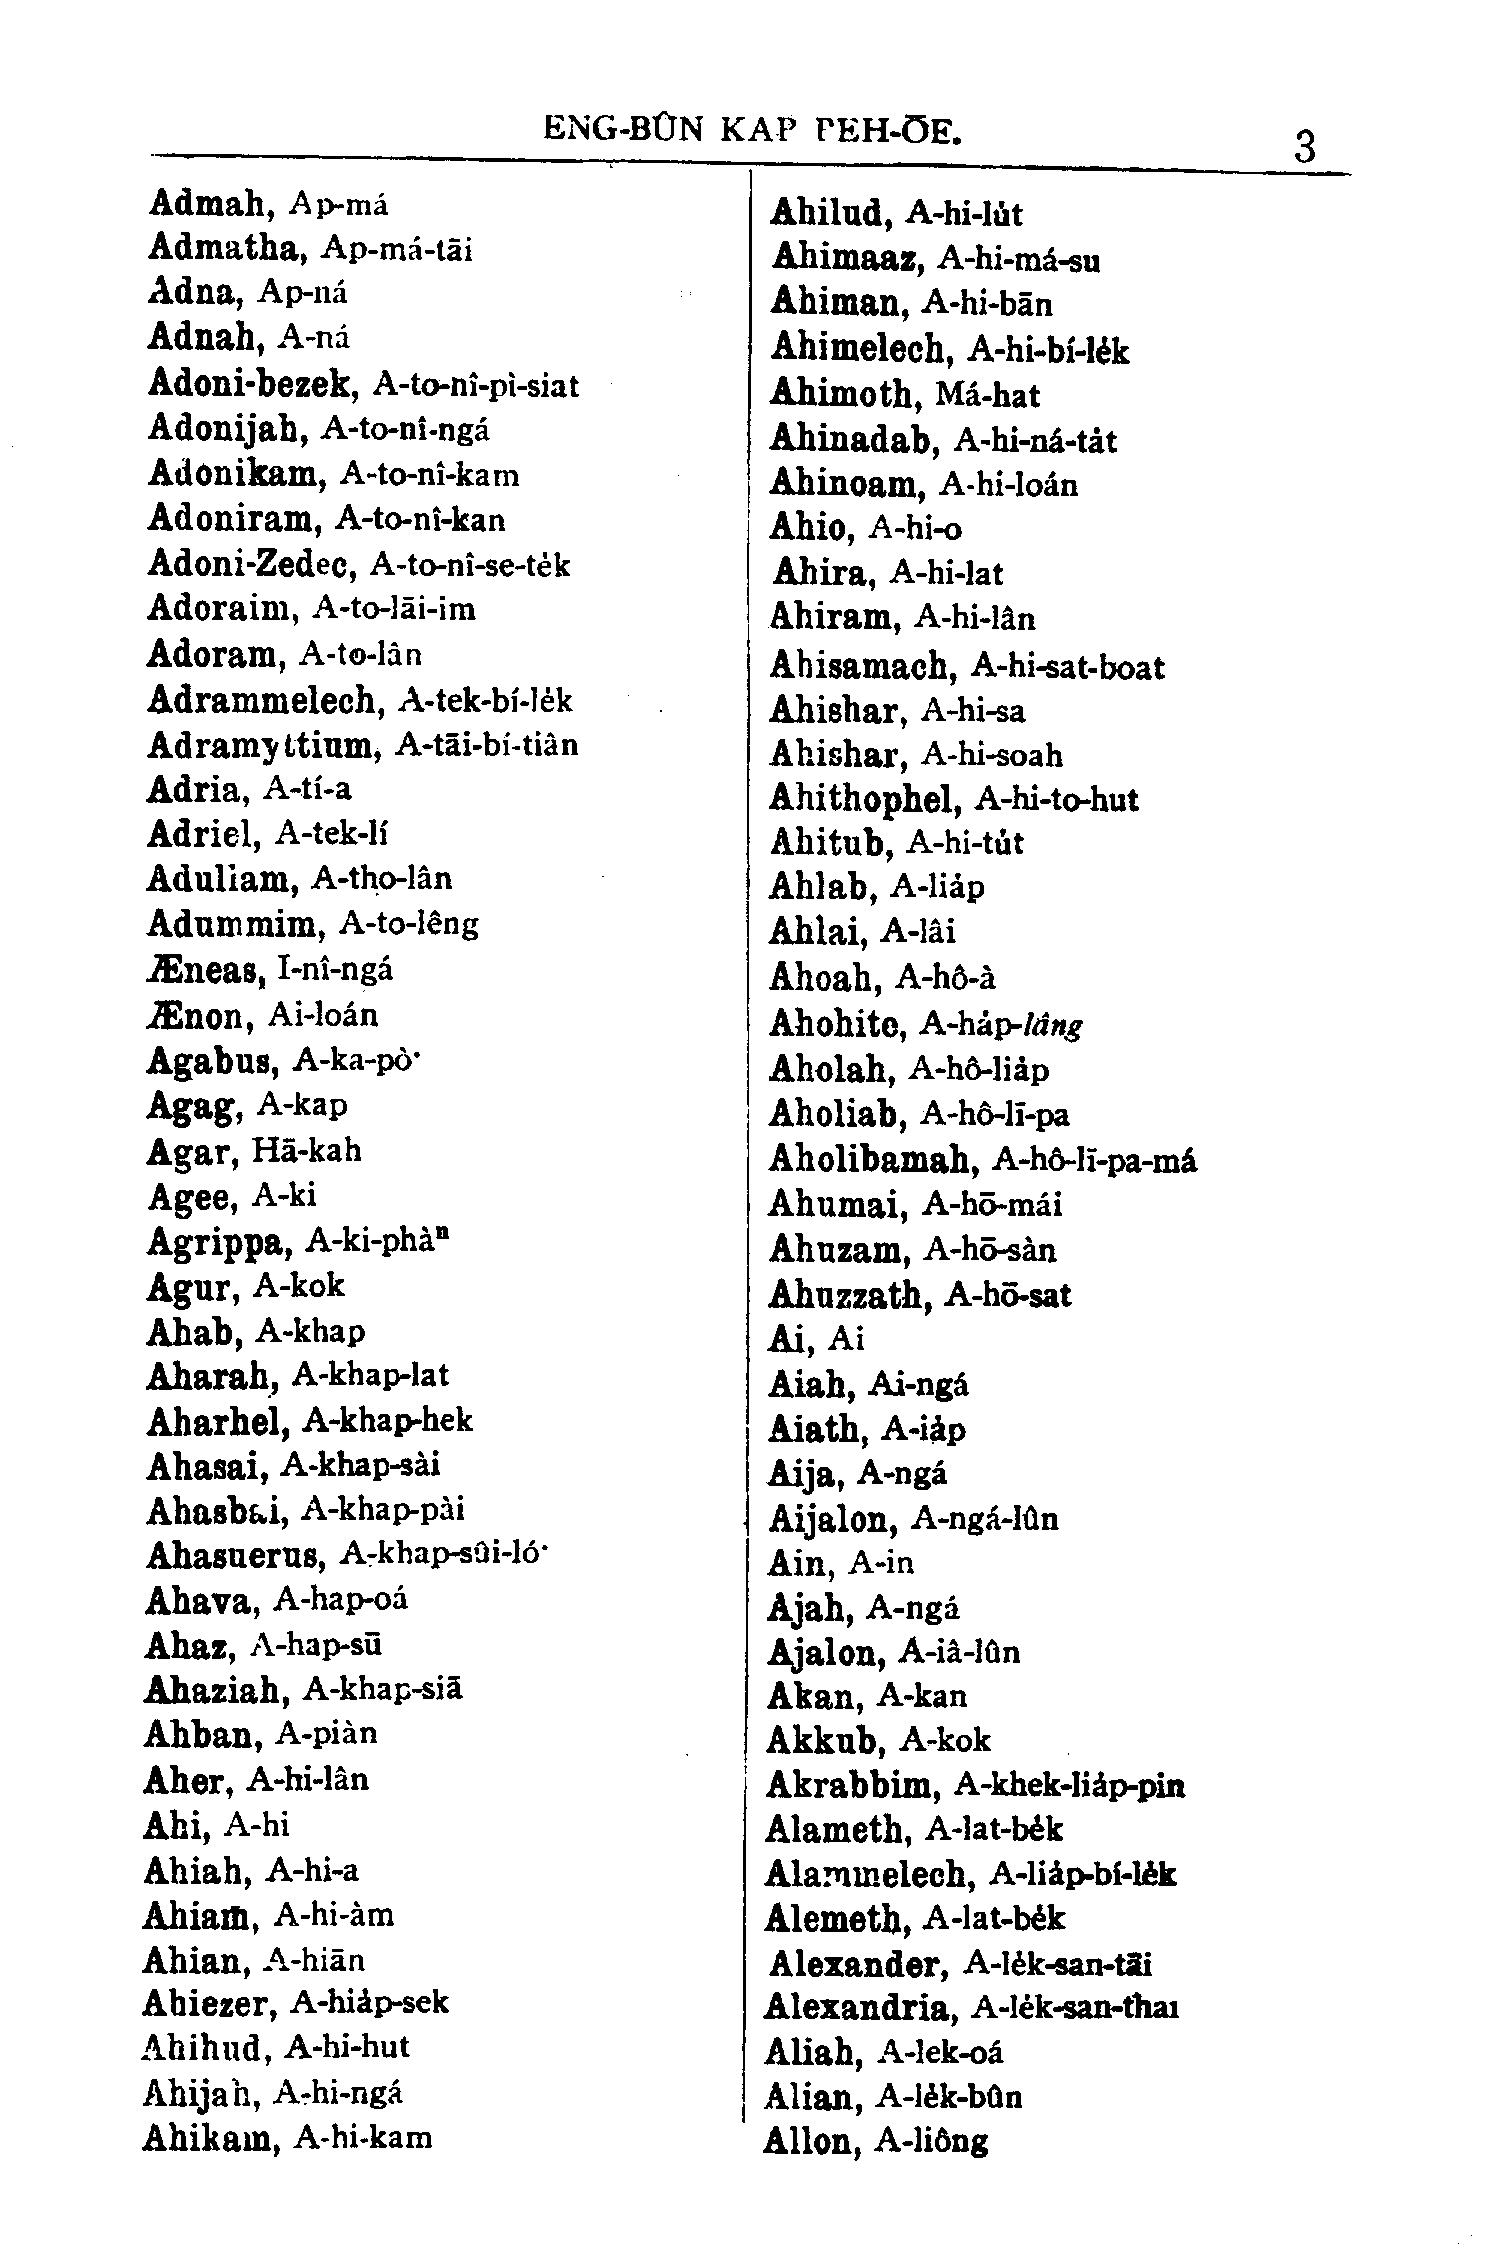 ENG-BÛN KAP PEH-ŌE.
3
Admah, Ap-má
Admatha, Ap-má-tāi
Adna, Ap-ná
Adnah, A-ná
Adoni-bezek, A-to-nî-pì-siat
Adonijah, A-to-nî-ngá
Adonikam, A-to-nî-kam
Adoniram, A-to-nî-kan
Adoni-Zedec, A-to-nî-se-te̍k
Adoraim, A-to-lāi-im
Adoram, A-to-lân
Adrammelech, A-tek-bí-le̍k
Adramyttium, A-tāi-bí-tiân
Adria, A-tí-a
Adriel, A-tek-lí
Adullam, A-tho-lân
Adummim, A-to-lêng
Æneas, I-nî-ngá
Ænon, Ai-loán
Agabus, A-ka-pò͘
Agag, A-kap
Agar, Hā-kah
Agee, A-ki
Agrippa, A-ki-phàⁿ
Agur, A-kok
Ahab, A-khap
Aharah, A-khap-lat
Aharhel, A-khap-hek
Ahasai, A-khap-sài
Ahasbai, A-khap-pài
Ahasuerus, A-khap-sûi-ló͘
Ahava, A-hap-oá
Ahaz, A-hap-sū
Ahaziah, A-khap-siā
Ahban, A-piàn
Aher, A-hi-lân
Ahi, A-hi
Ahiah, A-hi-a
Ahiam, A-hi-àm
Ahian, A-hiān
Ahiezer, A-hia̍p-sek
Ahihud, A-hi-hut
Ahijah, A-hi-ngá
Ahikam, A-hi-kam
Ahilud, A-hi-lu̍t
Ahimaaz, A-hi-má-su
Ahiman, A-hi-bān
Ahimelech, A-hi-bí-le̍k
Ahimoth, Má-hat
Ahinadab, A-hi-ná-ta̍t
Ahinoam, A-hi-loán
Ahio, A-hi-o
Ahira, A-hi-lat
Ahiram, A-hi-lân
Ahisamach, A-hi-sat-boat
Ahishar, A-hi-sa
Ahishar, A-hi-soah
Ahithophel, A-hi-to-hut
Ahitub, A-hi-tu̍t
Ahlab, A-lia̍p
Ahlai, A-lâi
Ahoah, A-hô-à
Ahohite, A-ha̍p-lâng
Aholah, A-hô-lia̍p
Aholiab, A-hô-lī-pa
Aholibamah, A-hô-lī-pa-má
Ahumai, A-hō-mái
Ahuzam, A-hō-sàn
Ahuzzath, A-hō-sat
Ai, Ai
Aiah, Ai-ngá
Aiath, A-ia̍p
Aija, A-ngá
Aijalon, A-ngá-lûn
Ain, A-in
Ajah, A-ngá
Ajalon, A-iâ-lûn
Akan, A-kan
Akkub, A-kok
Akrabbim, A-khek-lia̍p-pin
Alameth, A-lat-be̍k
Alammelech, A-lia̍p-bí-le̍k
Alemeth, A-lat-be̍k
Alexander, A-le̍k-san-tāi
Alexandria, A-le̍k-san-thai
Aliah, A-lek-oá
Alian, A-le̍k-bûn
Allon, A-liông